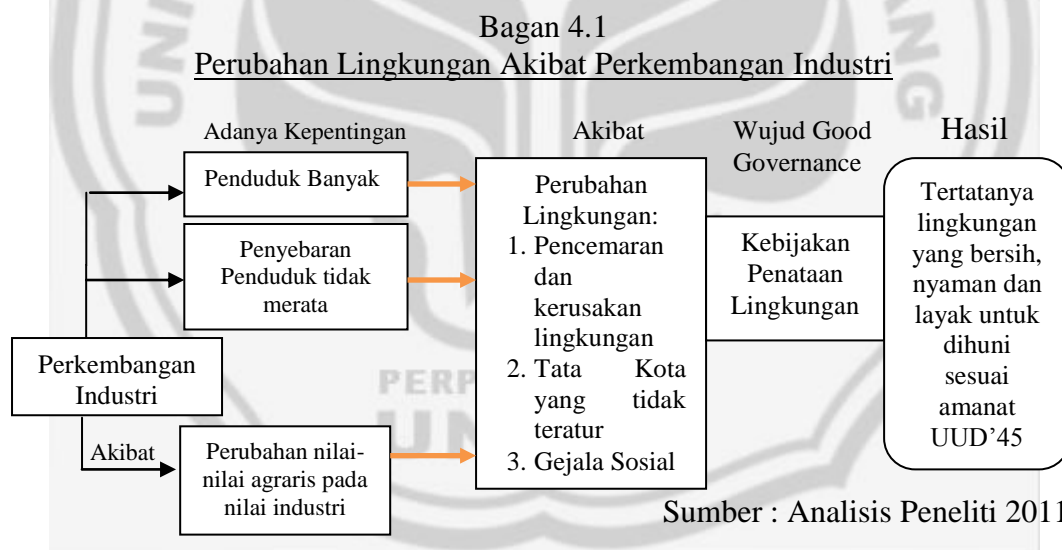 Bagan 4.1
Perubahan Lingkungan Akibat Perkembangan Industri
Adanya Kepentingan
Akibat
Wujud Good
Governance
Hasil
Penduduk Banyak
Penyebaran
Penduduk tidak
merata
Perkembangan
Industri
Akibat
Perubahan nilai-
nilai agraris pada
nilai industri
Perubahan
Lingkungan:
1. Pencemaran
dan
kerusakan
lingkungan
2. Tata Kota
yang tidak
teratur
3. Gejala Sosial
Kebijakan
Penataan
Lingkungan
Tertatanya
lingkungan
yang bersih,
nyaman dan
layak untuk
dihuni
sesuai
amanat
UUD’45
Sumber : Analisis Peneliti 2011